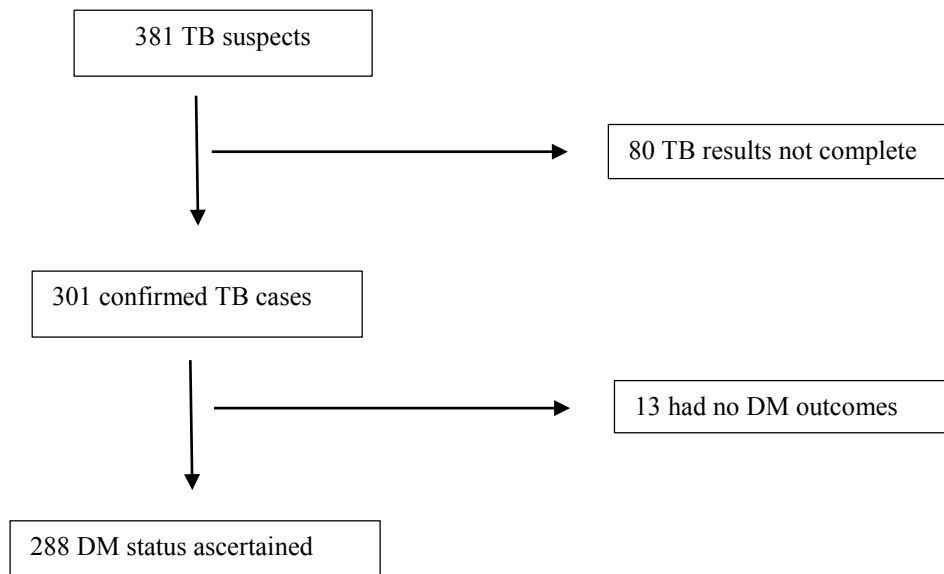 381 TB suspects
80 TB results not complete
301 confirmed TB cases
13 had no DM outcomes
288 DM status ascertained